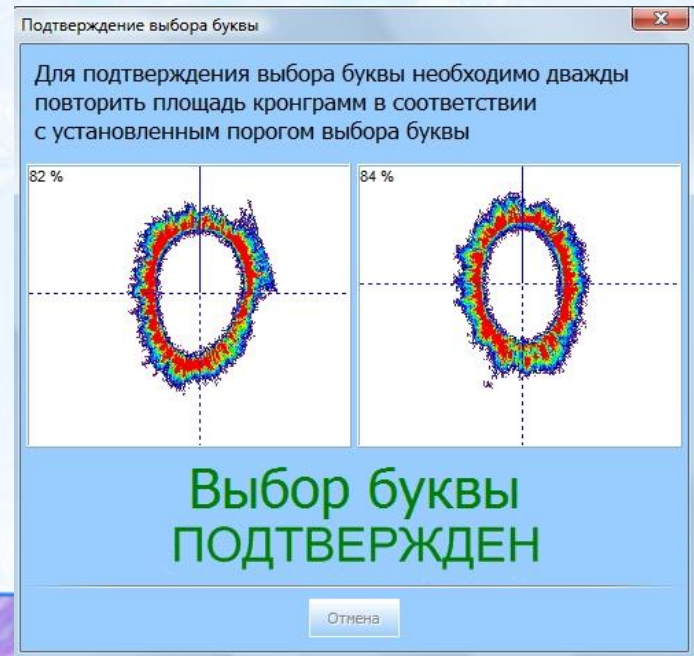 Подтверждение выбора буквы
Для подтверждения выбора буквы необходимо дважды
повторить площадь кронграмм в соответствии
с установленным порогом выбора буквы
82 %
84 %
Выбор буквы
ПОДТВЕРЖДЕН
Отмена